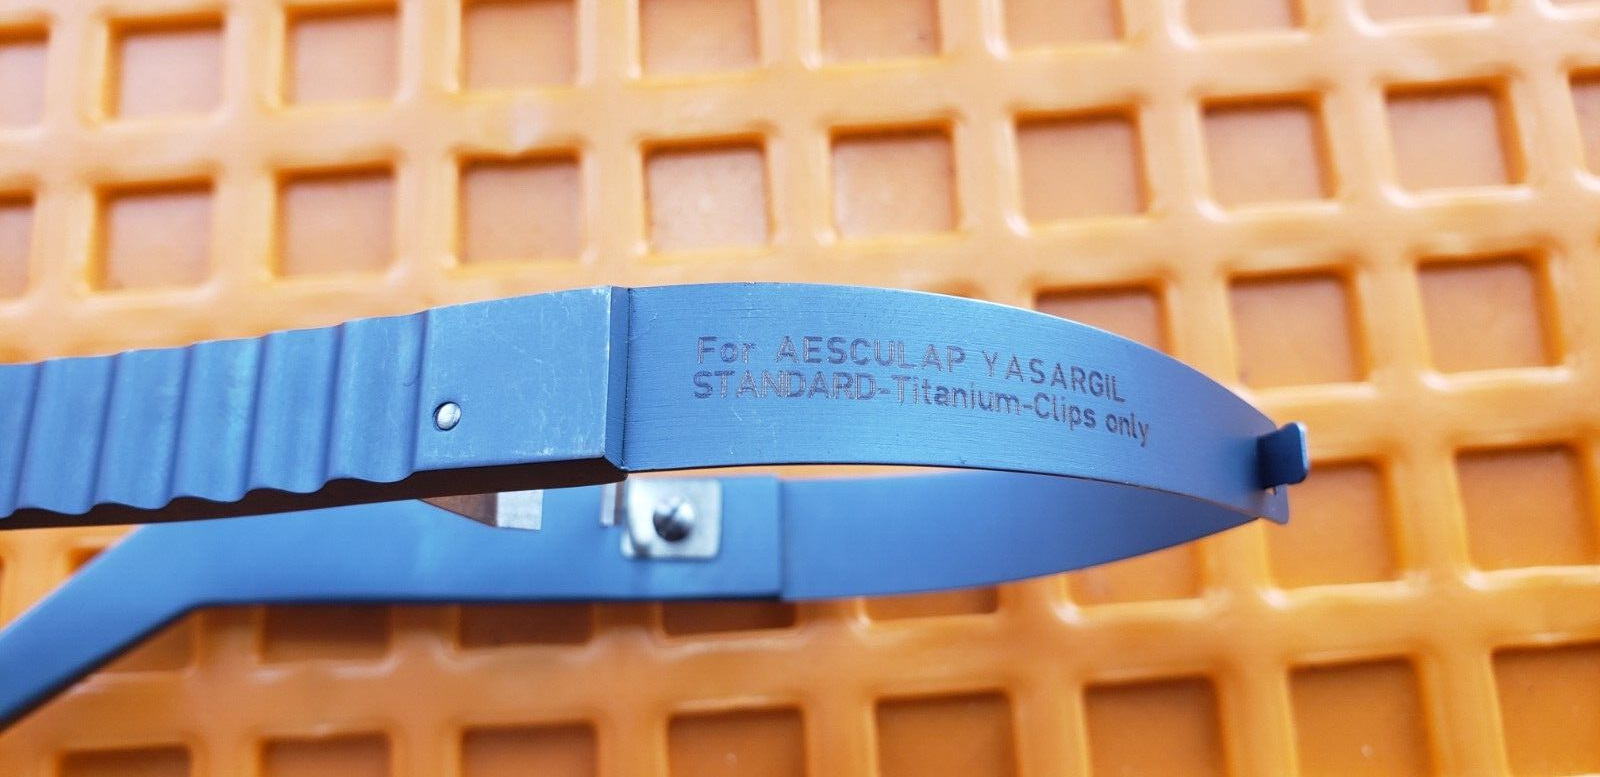 For AESCULAP YASARGIL
STANDARD-Titanium-Clips only